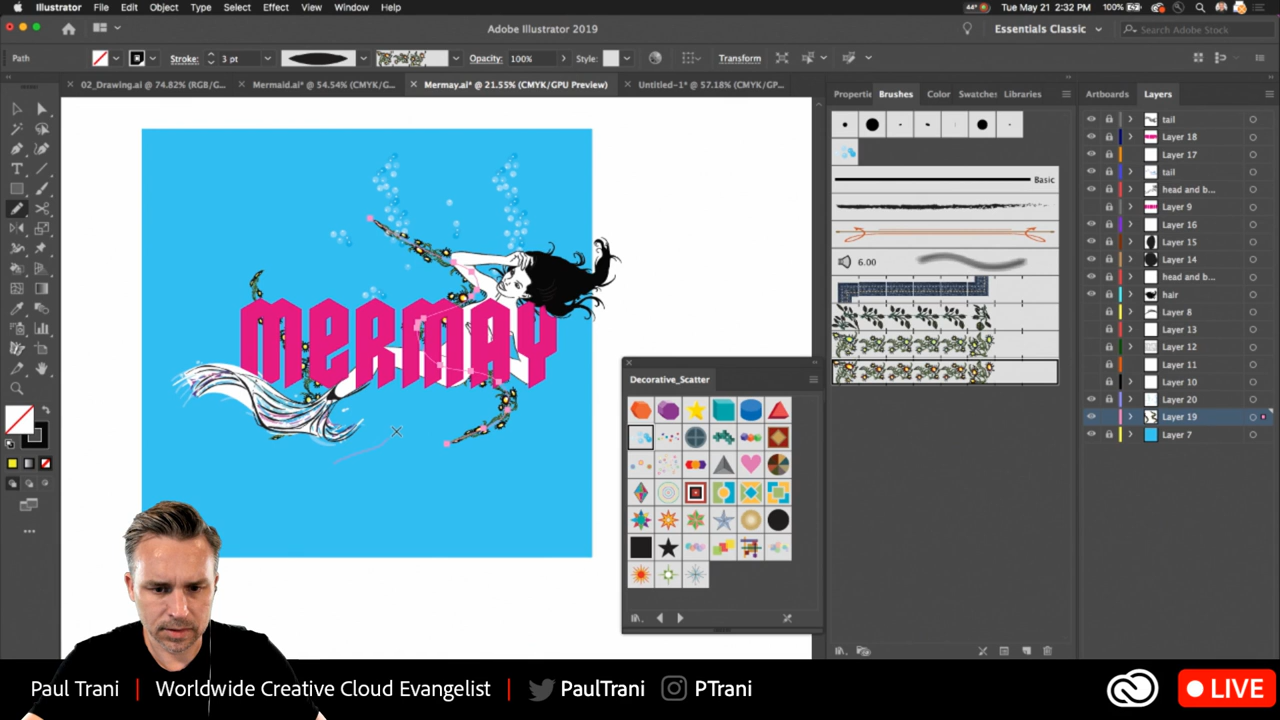 Illustrator File Edit Object Type Select Effect View Window Help
44° Tue May 21 2:32 PM 100%
Adobe Illustrator 2019
Essentials Classic
Search Adobe Stock
Path
Stroke: 3 pt
Opacity: 100%
Style:
Transform
02_Drawing.ai @ 74.82% (RGB/G...
Mermaid.ai* @ 54.54% (CMYK/G...
Mermay.ai* @ 21.55% (CMYK/GPU Preview)
Untitled-1* @ 57.18% (CMYK/GP...
Properti
Brushes
Color
Swatches
Libraries
Artboards
Layers
Basic
6.00
tail
Layer 18
Layer 17
tail
head and b...
Layer 9
Layer 16
Layer 15
Layer 14
head and b...
hair
Layer 8
Layer 13
Layer 12
Layer 11
Layer 10
Layer 20
Layer 19
Layer 7
MERMAY
Decorative_Scatter
Paul Trani | Worldwide Creative Cloud Evangelist | PaulTrani PTrani
LIVE